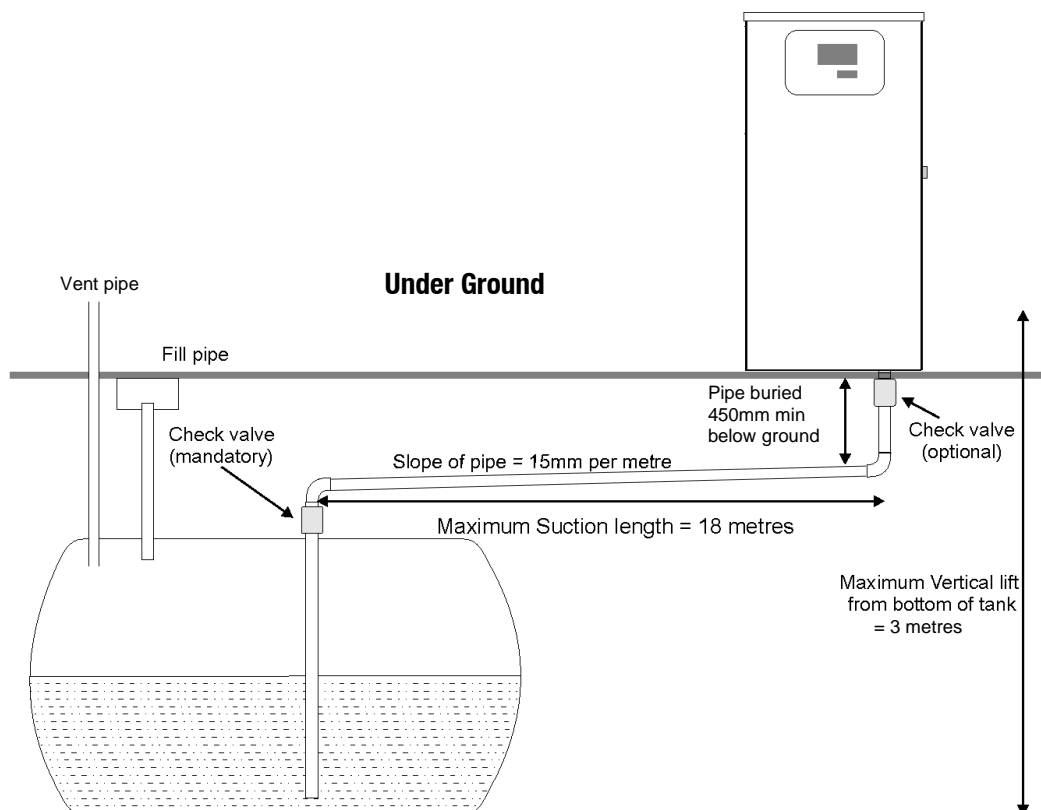 Under Ground
Vent pipe
Fill pipe
Pipe buried
450mm min
below ground
Check valve
(optional)
Check valve
(mandatory)
Slope of pipe = 15mm per metre
Maximum Suction length = 18 metres
Maximum Vertical lift
from bottom of tank
= 3 metres